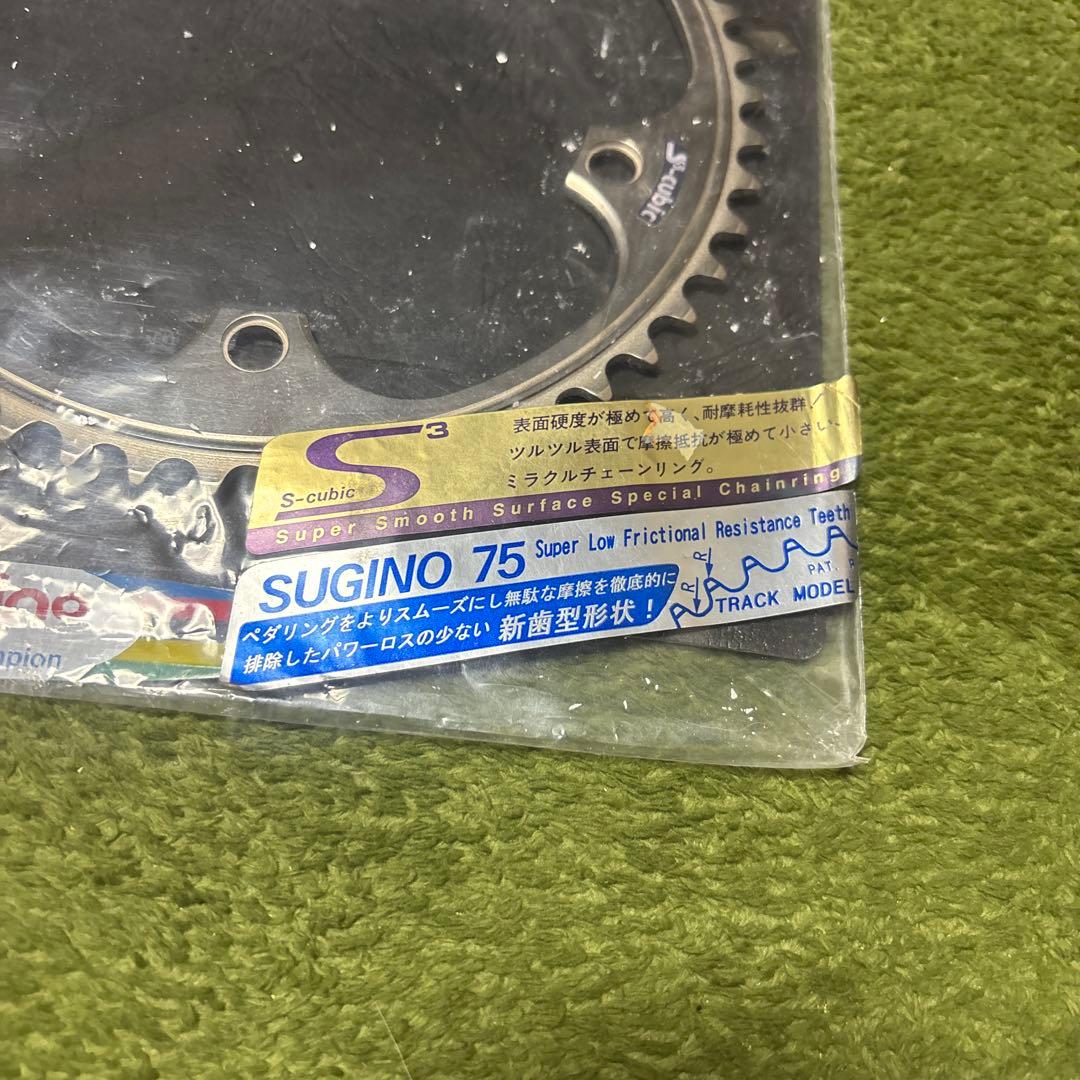 S-cubic
S³
S-cubic
表面硬度が極めて高く、耐摩耗性抜群!
ツルツル表面で摩擦抵抗が極めて小さい、
ミラクルチェーンリング。
Super Smooth Surface Special Chainring
SUGINO 75
Super Low Frictional Resistance Teeth
R
R
PAT. P
TRACK MODEL
ペダリングをよりスムーズにし無駄な摩擦を徹底的に
排除したパワーロスの少ない 新歯型形状!
ino
mpion